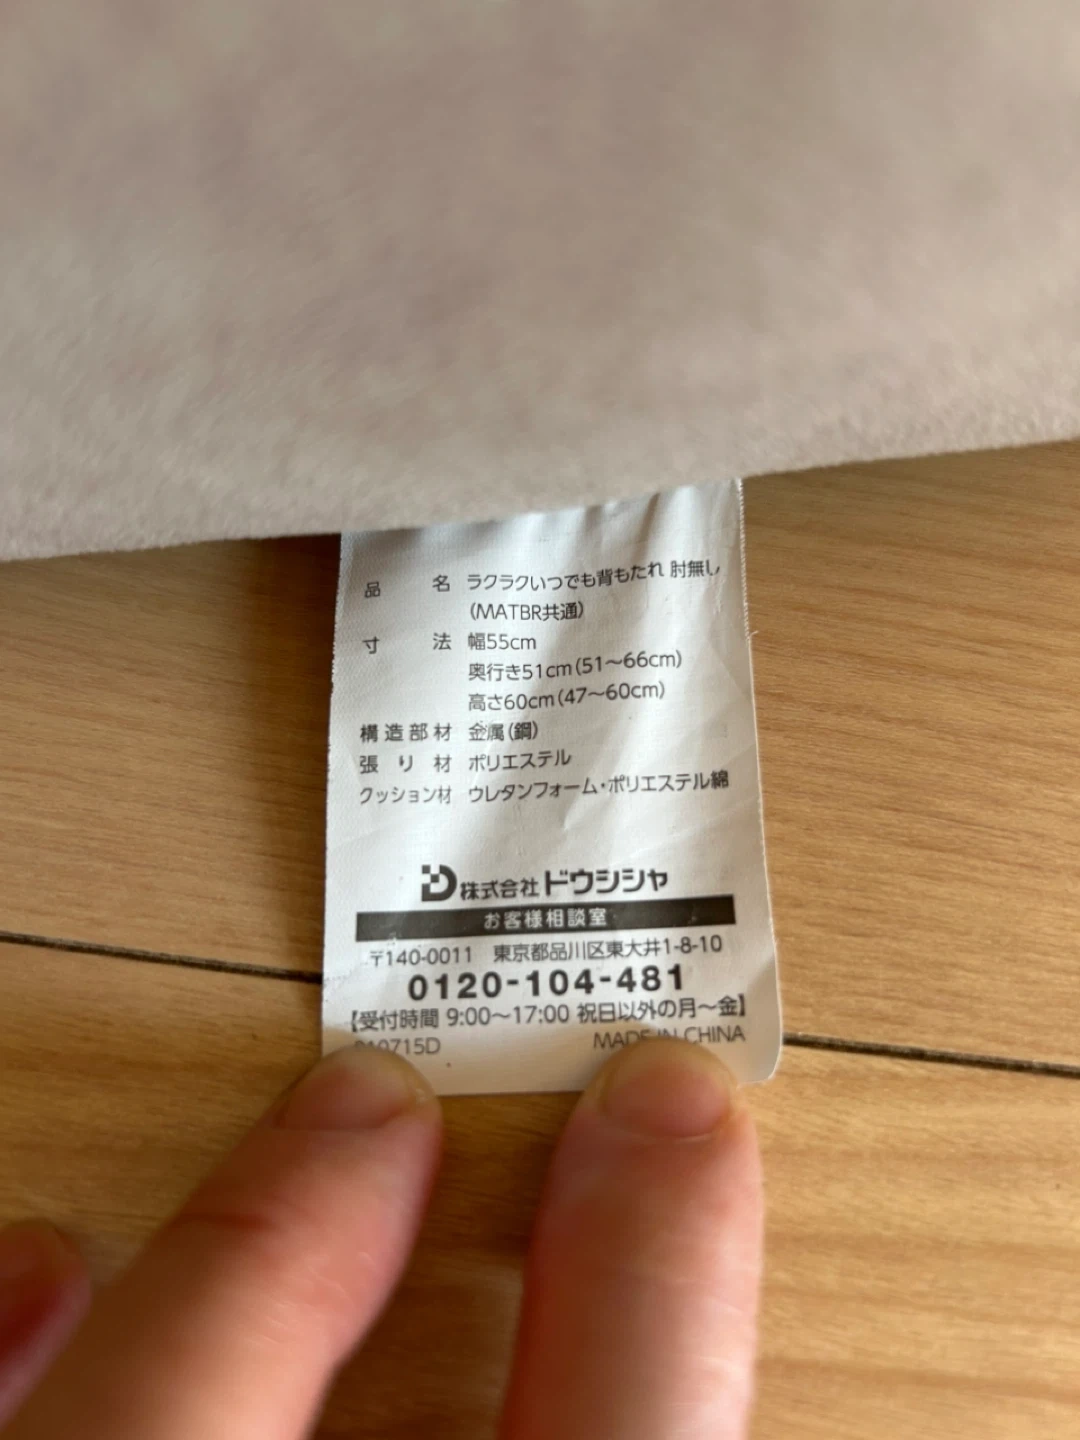 品名 ラクラクいつでも背もたれ 肘無し
(MATBR共通)
寸法 幅55cm
奥行き51cm(51〜66cm)
高さ60cm(47〜60cm)
構造部材 金属(鋼)
張り材 ポリエステル
クッション材 ウレタンフォーム・ポリエステル綿
株式会社ドウシシャ
お客様相談室
〒140-0011 東京都品川区東大井1-8-10
0120-104-481
【受付時間 9:00〜17:00 祝日以外の月〜金】
MADE IN CHINA